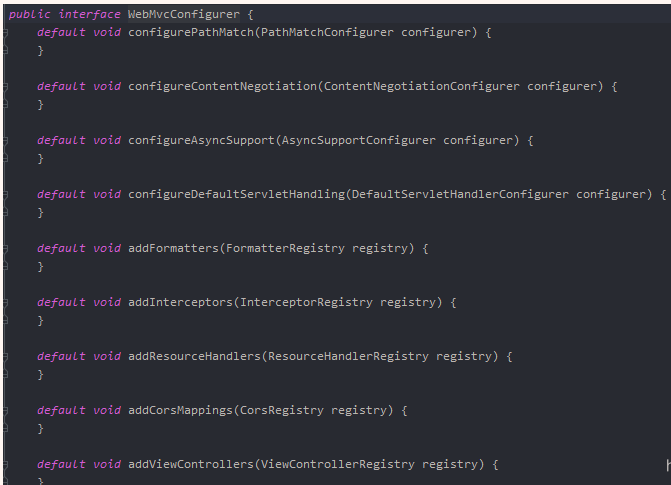 public interface WebMvcConfigurer {
default void configurePathMatch(PathMatchConfigurer configurer) {
}
default void configureContentNegotiation(ContentNegotiationConfigurer configurer) {
}
default void configureAsyncSupport(AsyncSupportConfigurer configurer) {
}
default void configureDefaultServletHandling(DefaultServletHandlerConfigurer configurer) {
}
default void addFormatters(FormatterRegistry registry) {
}
default void addInterceptors(InterceptorRegistry registry) {
}
default void addResourceHandlers(ResourceHandlerRegistry registry) {
}
default void addCorsMappings(CorsRegistry registry) {
}
default void addViewControllers(ViewControllerRegistry registry) {
}